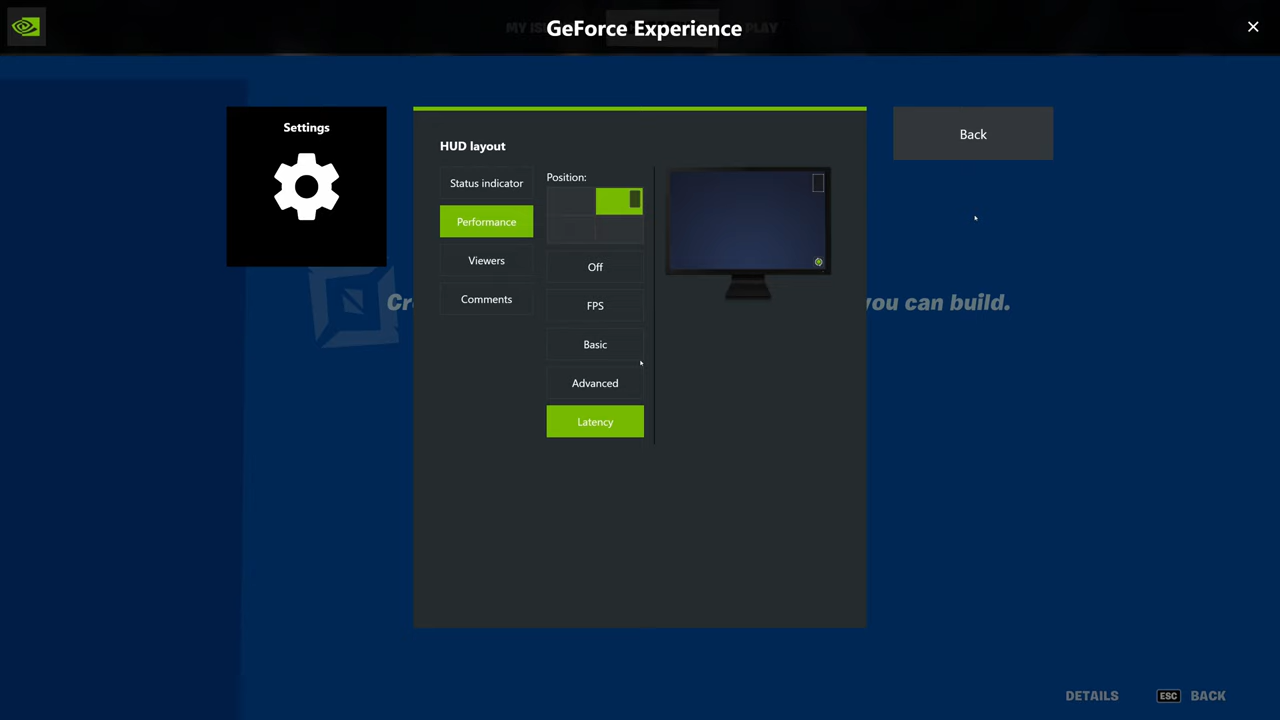 GeForce Experience
PLAY
Settings
HUD layout
Back
Status indicator
Position:
Performance
Viewers
Off
Comments
FPS
you can build.
Basic
Advanced
Latency
DETAILS
ESC BACK